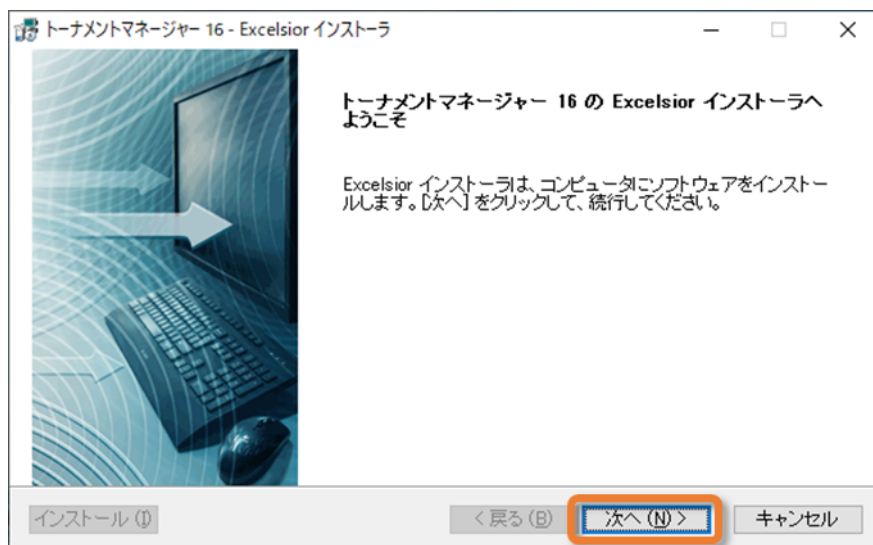 トーナメントマネージャー 16 - Excelsior インストーラ
トーナメントマネージャー 16 の Excelsior インストーラへ
ようこそ
Excelsior インストーラは、コンピュータにソフトウェアをインストー
ルします。[次へ] をクリックして、続行してください。
インストール (I)
< 戻る (B)
次へ (N) >
キャンセル